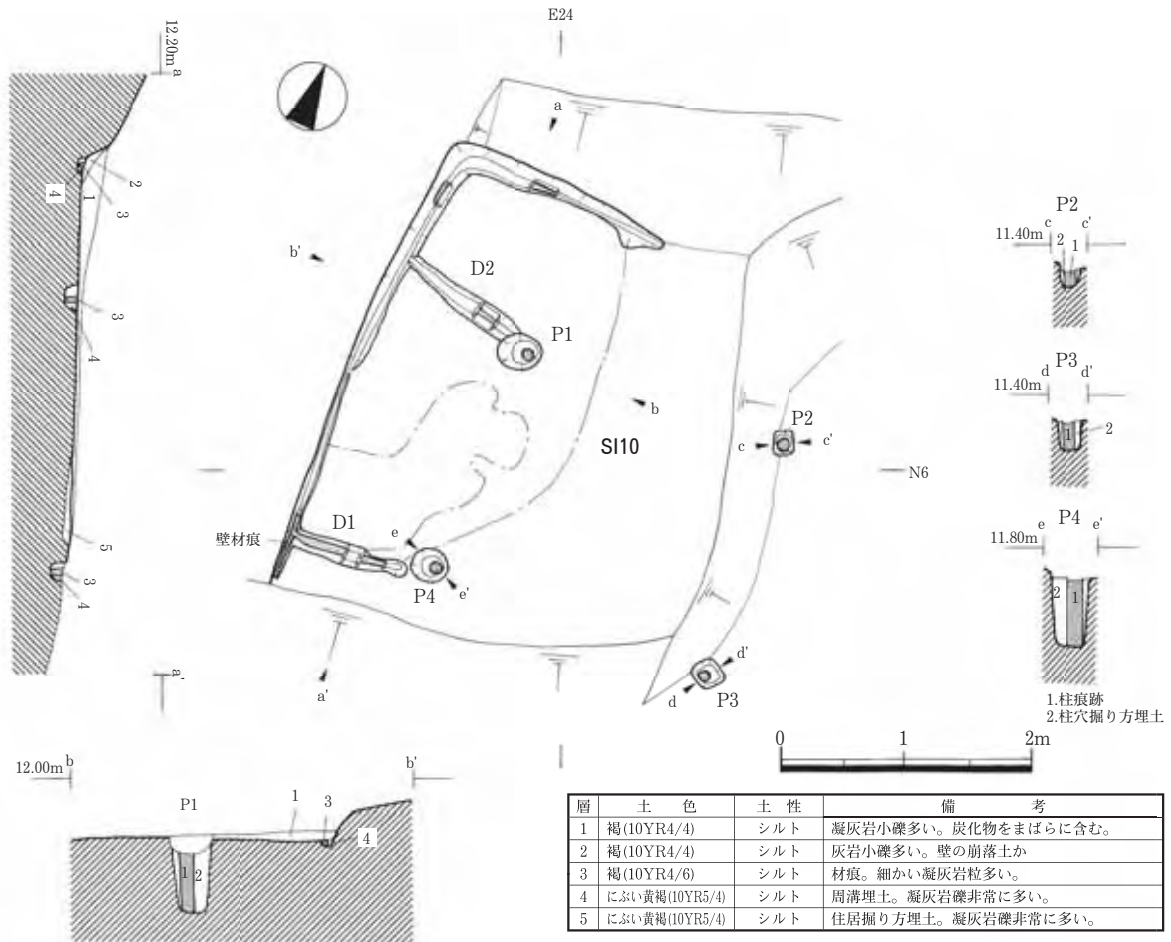 E24
12.20m a
a
2
4
1
3
P2
c c'
11.40m
2 1
D2
b'
3
P1
4
b
P3
d d'
11.40m
1 2
P2
c c'
SI10
N6
D1
e
壁材痕
P4
e'
P4
e e'
11.80m
2 1
5
3
4
a'
a'
d'
d
P3
1.柱痕跡
2.柱穴掘り方埋土
0 1 2m
b b'
12.00m
P1
1 3
4
1 2
層 土 色 土 性 備 考
1 褐(10YR4/4) シルト 凝灰岩小礫多い。炭化物をまばらに含む。
2 褐(10YR4/4) シルト 灰岩小礫多い。壁の崩落土か
3 褐(10YR4/6) シルト 材痕。細かい凝灰岩粒多い。
4 にぶい黄褐(10YR5/4) シルト 周溝埋土。凝灰岩礫非常に多い。
5 にぶい黄褐(10YR5/4) シルト 住居掘り方埋土。凝灰岩礫非常に多い。